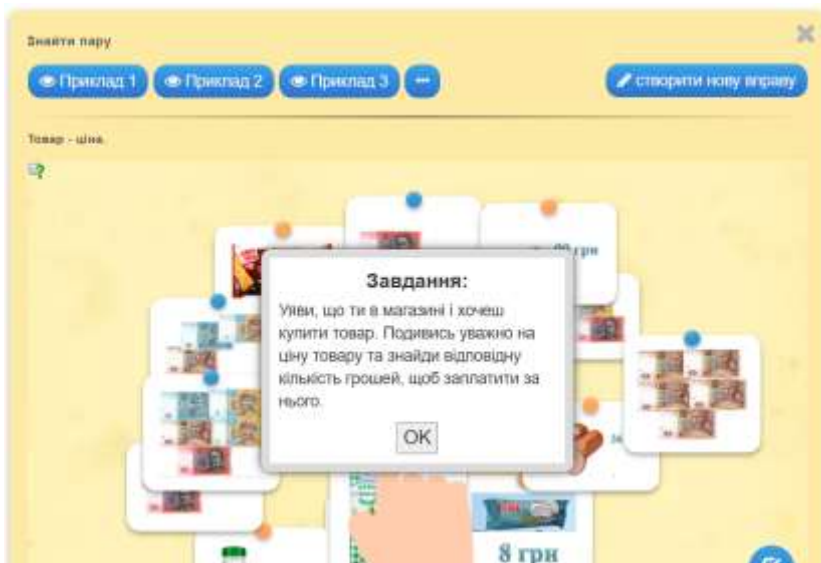 Знайти пару
Приклад 1
Приклад 2
Приклад 3
створити нову вправу
Товар - ціна.
грн
Завдання:
Уяви, що ти в магазині і хочеш
купити товар. Подивись уважно на
ціну товару та знайди відповідну
кількість грошей, щоб заплатити за
нього.
OK
8 грн